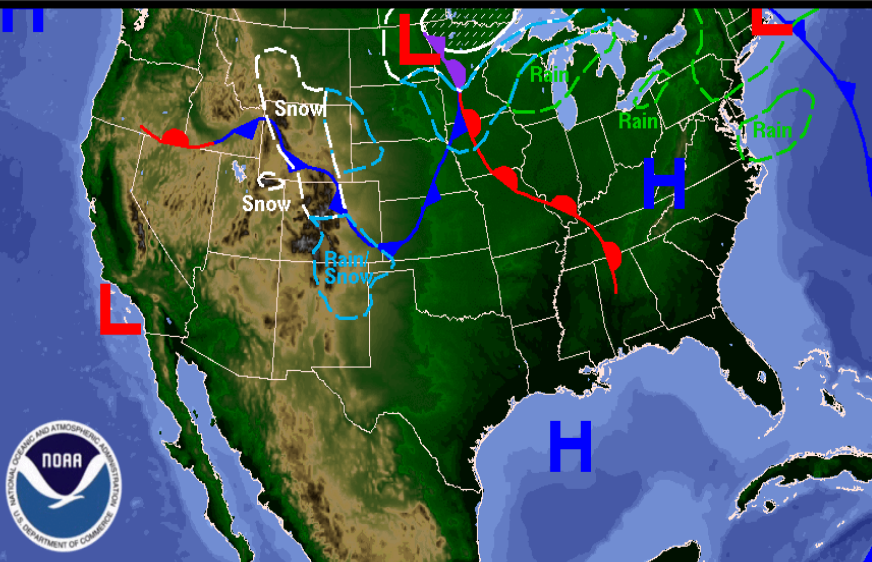 H
L
L
Rain
Snow
Rain
Rain
H
Snow
Rain/
Snow
L
H
NATIONAL OCEANIC AND ATMOSPHERIC ADMINISTRATION
NOAA
U.S. DEPARTMENT OF COMMERCE